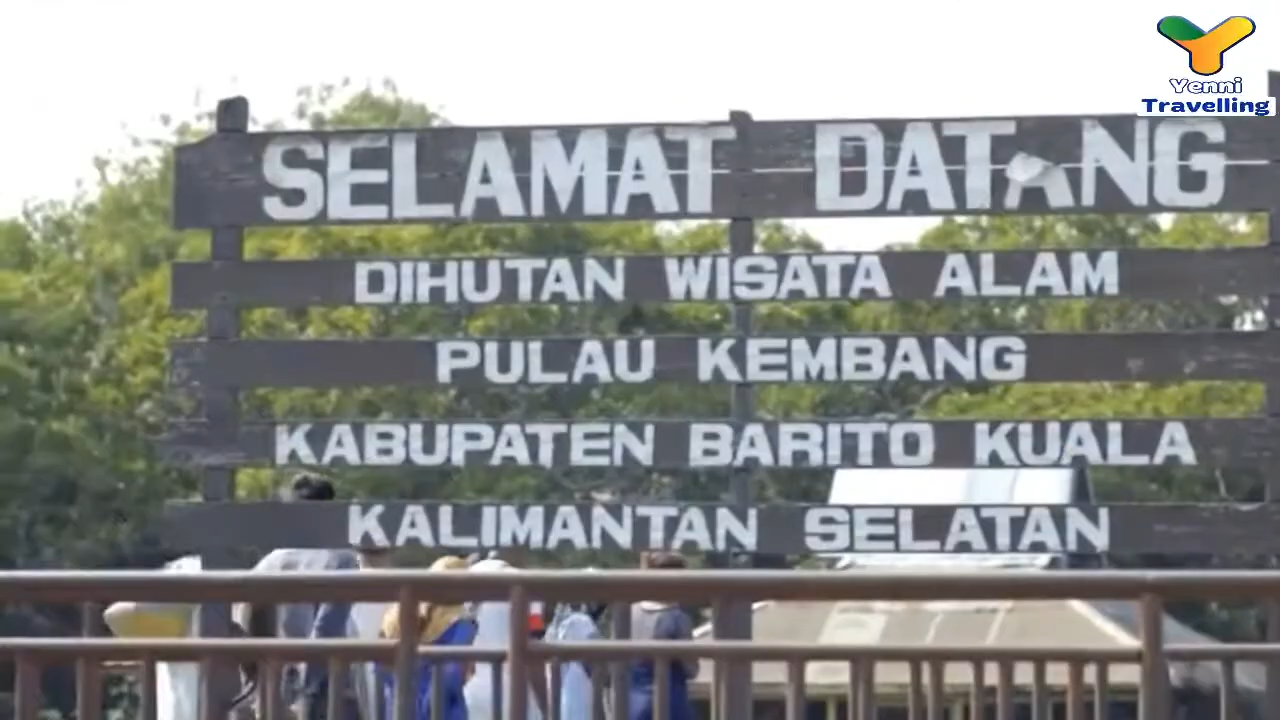 Yenni
Travelling
SELAMAT DATANG
DIHUTAN WISATA ALAM
PULAU KEMBANG
KABUPATEN BARITO KUALA
KALIMANTAN SELATAN